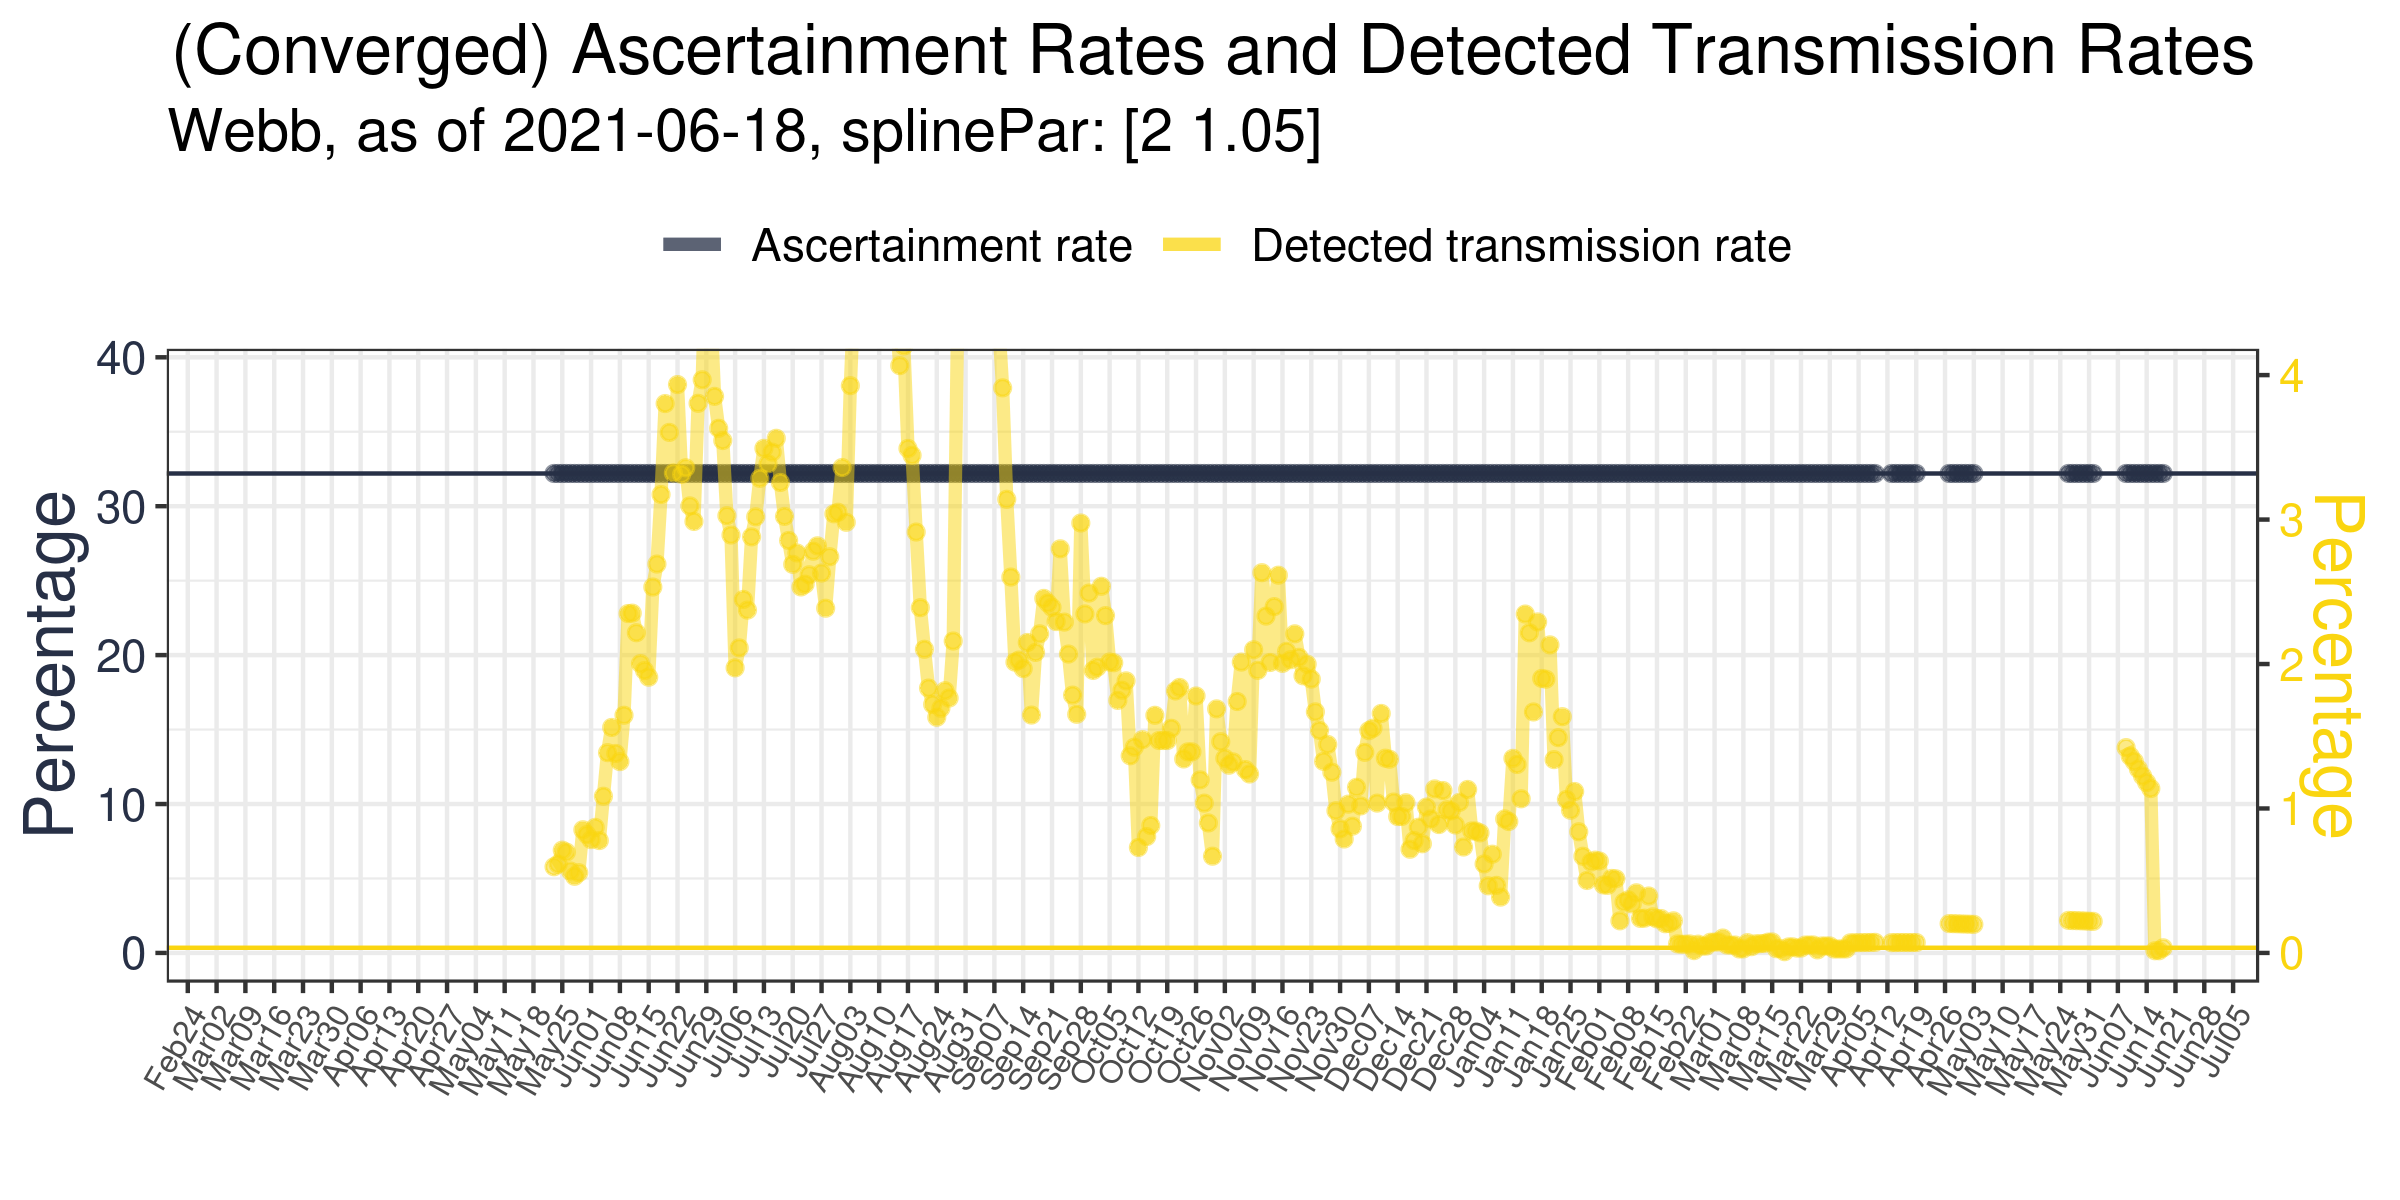 (Converged) Ascertainment Rates and Detected Transmission Rates
Webb, as of 2021-06-18, splinePar: [2 1.05]
Ascertainment rate
Detected transmission rate
40
30
20
10
0
Percentage
4
3
2
1
0
Percentage
Feb24
Mar02
Mar09
Mar16
Mar23
Mar30
Apr06
Apr13
Apr20
Apr27
May04
May11
May18
May25
Jun01
Jun08
Jun15
Jun22
Jun29
Jul06
Jul13
Jul20
Jul27
Aug03
Aug10
Aug17
Aug24
Aug31
Sep07
Sep14
Sep21
Sep28
Oct05
Oct12
Oct19
Oct26
Nov02
Nov09
Nov16
Nov23
Nov30
Dec07
Dec14
Dec21
Dec28
Jan04
Jan11
Jan18
Jan25
Feb01
Feb08
Feb15
Feb22
Mar01
Mar08
Mar15
Mar22
Mar29
Apr05
Apr12
Apr19
Apr26
May03
May10
May17
May24
May31
Jun07
Jun14
Jun21
Jun28
Jul05